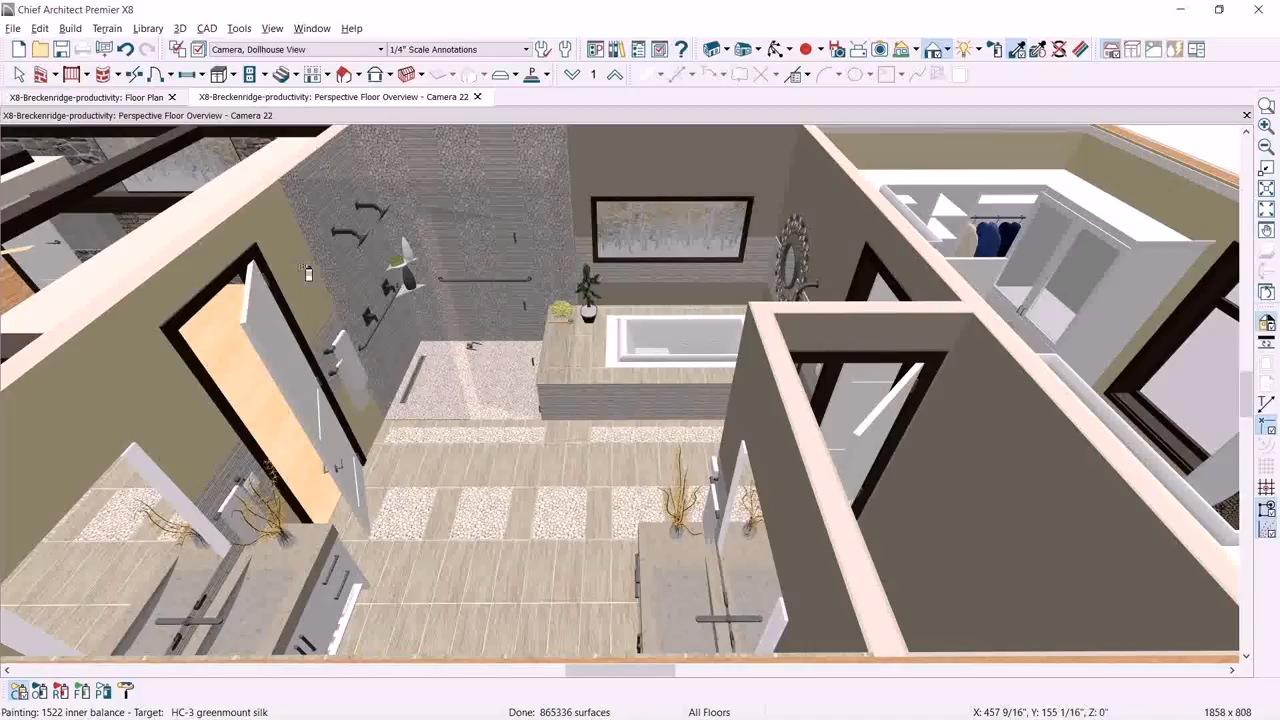 Chief Architect Premier X8
File Edit Build Terrain Library 3D CAD Tools View Window Help
Camera, Dollhouse View 1/4" Scale Annotations
1
X8-Breckenridge-productivity: Floor Plan X8-Breckenridge-productivity: Perspective Floor Overview - Camera 22
X8-Breckenridge-productivity: Perspective Floor Overview - Camera 22
Painting: 1522 inner balance - Target: HC-3 greenmount silk Done: 865336 surfaces All Floors X: 457 9/16", Y: 155 1/16", Z: 0" 1858 x 808